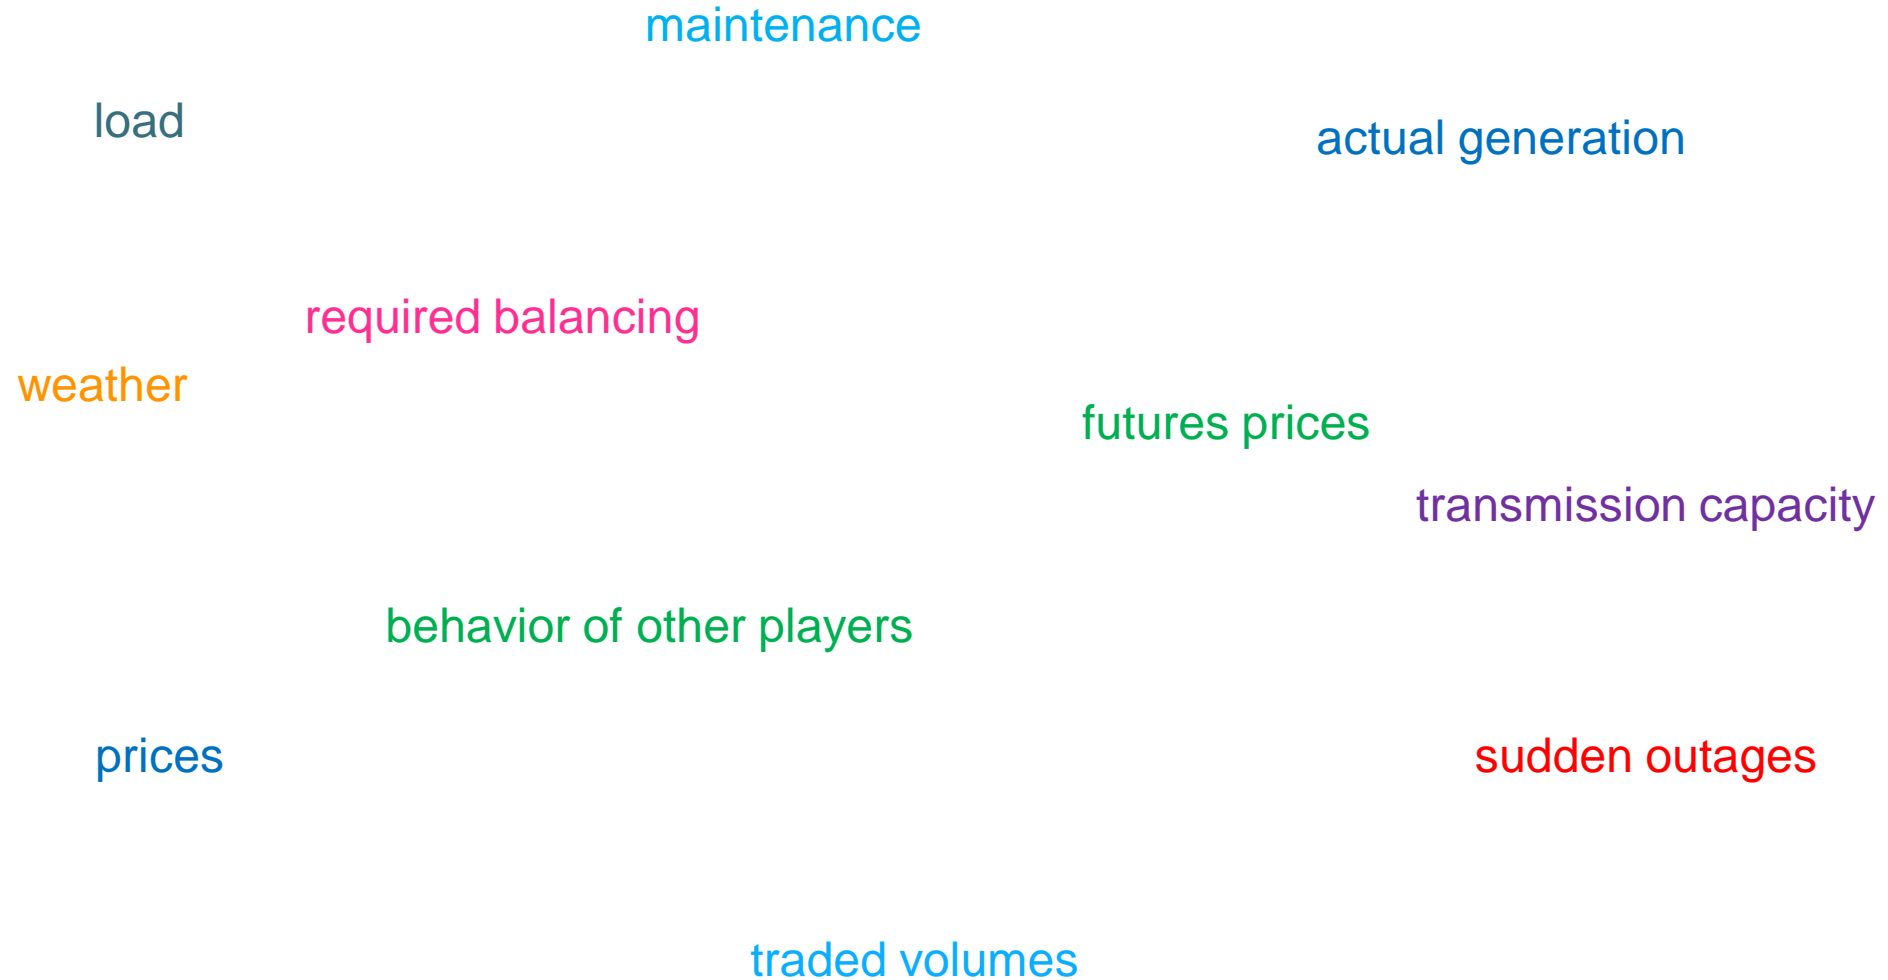 maintenance
load
actual generation
required balancing
weather
futures prices
transmission capacity
behavior of other players
prices
sudden outages
traded volumes